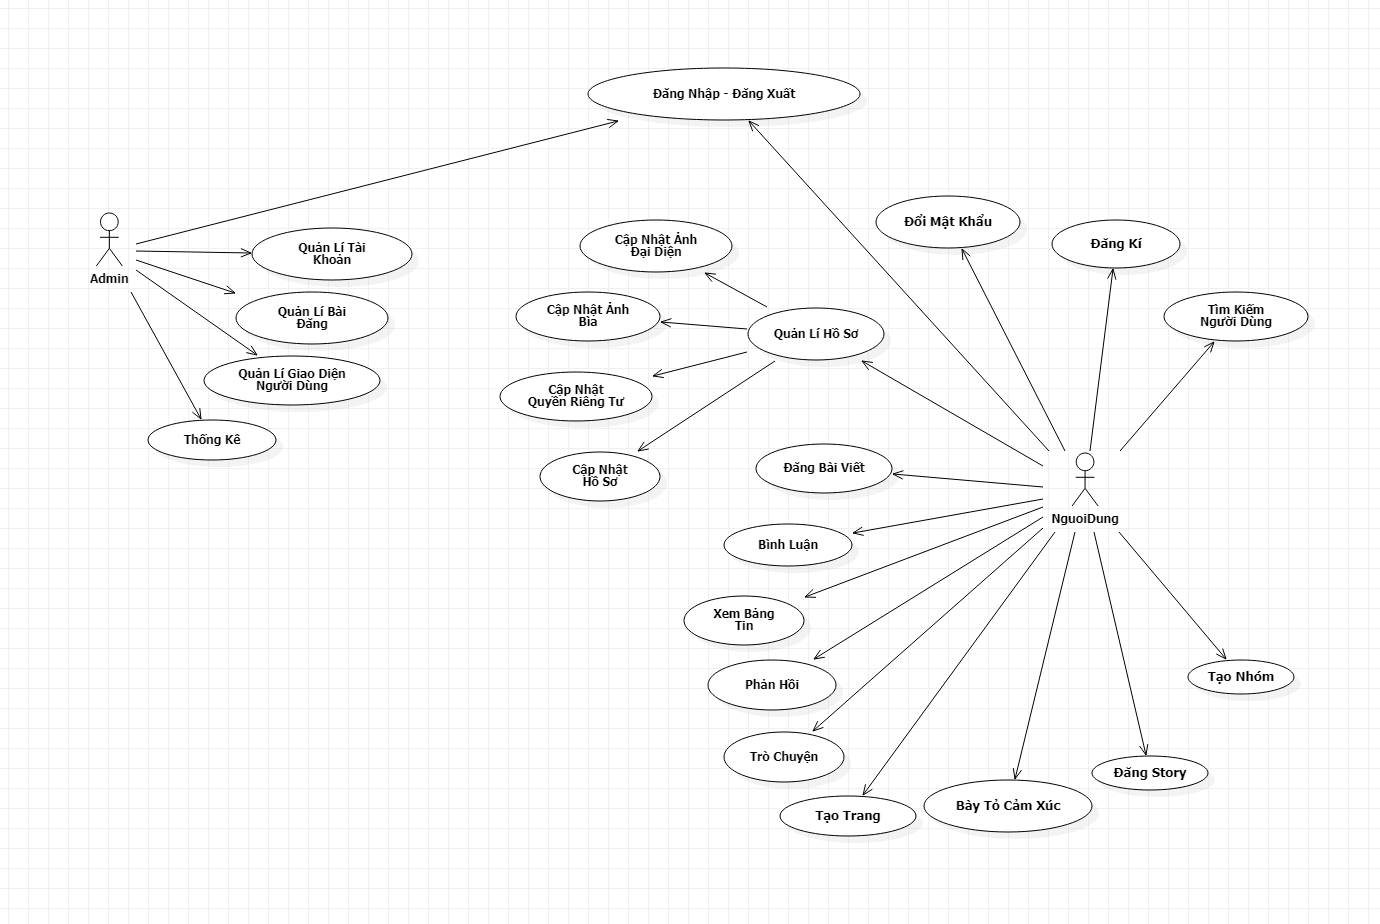 Đăng Nhập - Đăng Xuất
Đổi Mật Khẩu
Đăng Kí
Cập Nhật Ảnh
Đại Diện
Quản Lí Tài
Khoản
Admin
Quản Lí Bài
Đăng
Cập Nhật Ảnh
Bìa
Quản Lí Hồ Sơ
Tìm Kiếm
Người Dùng
Quản Lí Giao Diện
Người Dùng
Cập Nhật
Quyền Riêng Tư
Thống Kê
Cập Nhật
Hồ Sơ
Đăng Bài Viết
NguoiDung
Bình Luận
Xem Bảng
Tin
Phản Hồi
Tạo Nhóm
Trò Chuyện
Đăng Story
Tạo Trang
Bày Tỏ Cảm Xúc